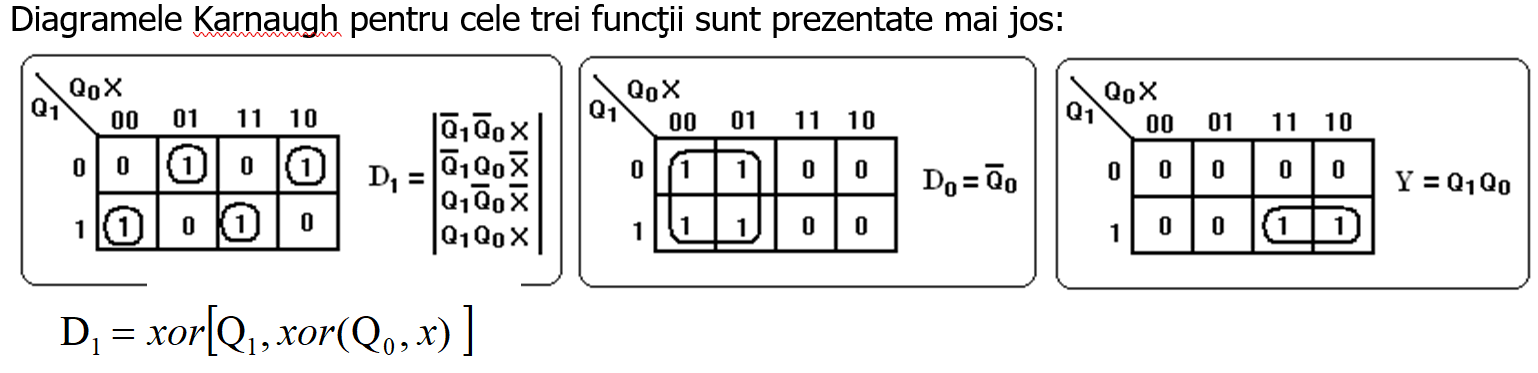 Diagramele Karnaugh pentru cele trei funcţii sunt prezentate mai jos:
Q₁ Q₀X
00 01 11 10
0 0 1 0 1
1 1 0 1 0
D₁ =
Q̅₁Q̅₀X
Q̅₁Q₀X̅
Q₁Q̅₀X̅
Q₁Q₀X
Q₁ Q₀X
00 01 11 10
0 1 1 0 0
1 1 1 0 0
D₀ = Q̅₀
Q₁ Q₀X
00 01 11 10
0 0 0 0 0
1 0 0 1 1
Y = Q₁Q₀
D₁ = xor[Q₁, xor(Q₀, x) ]